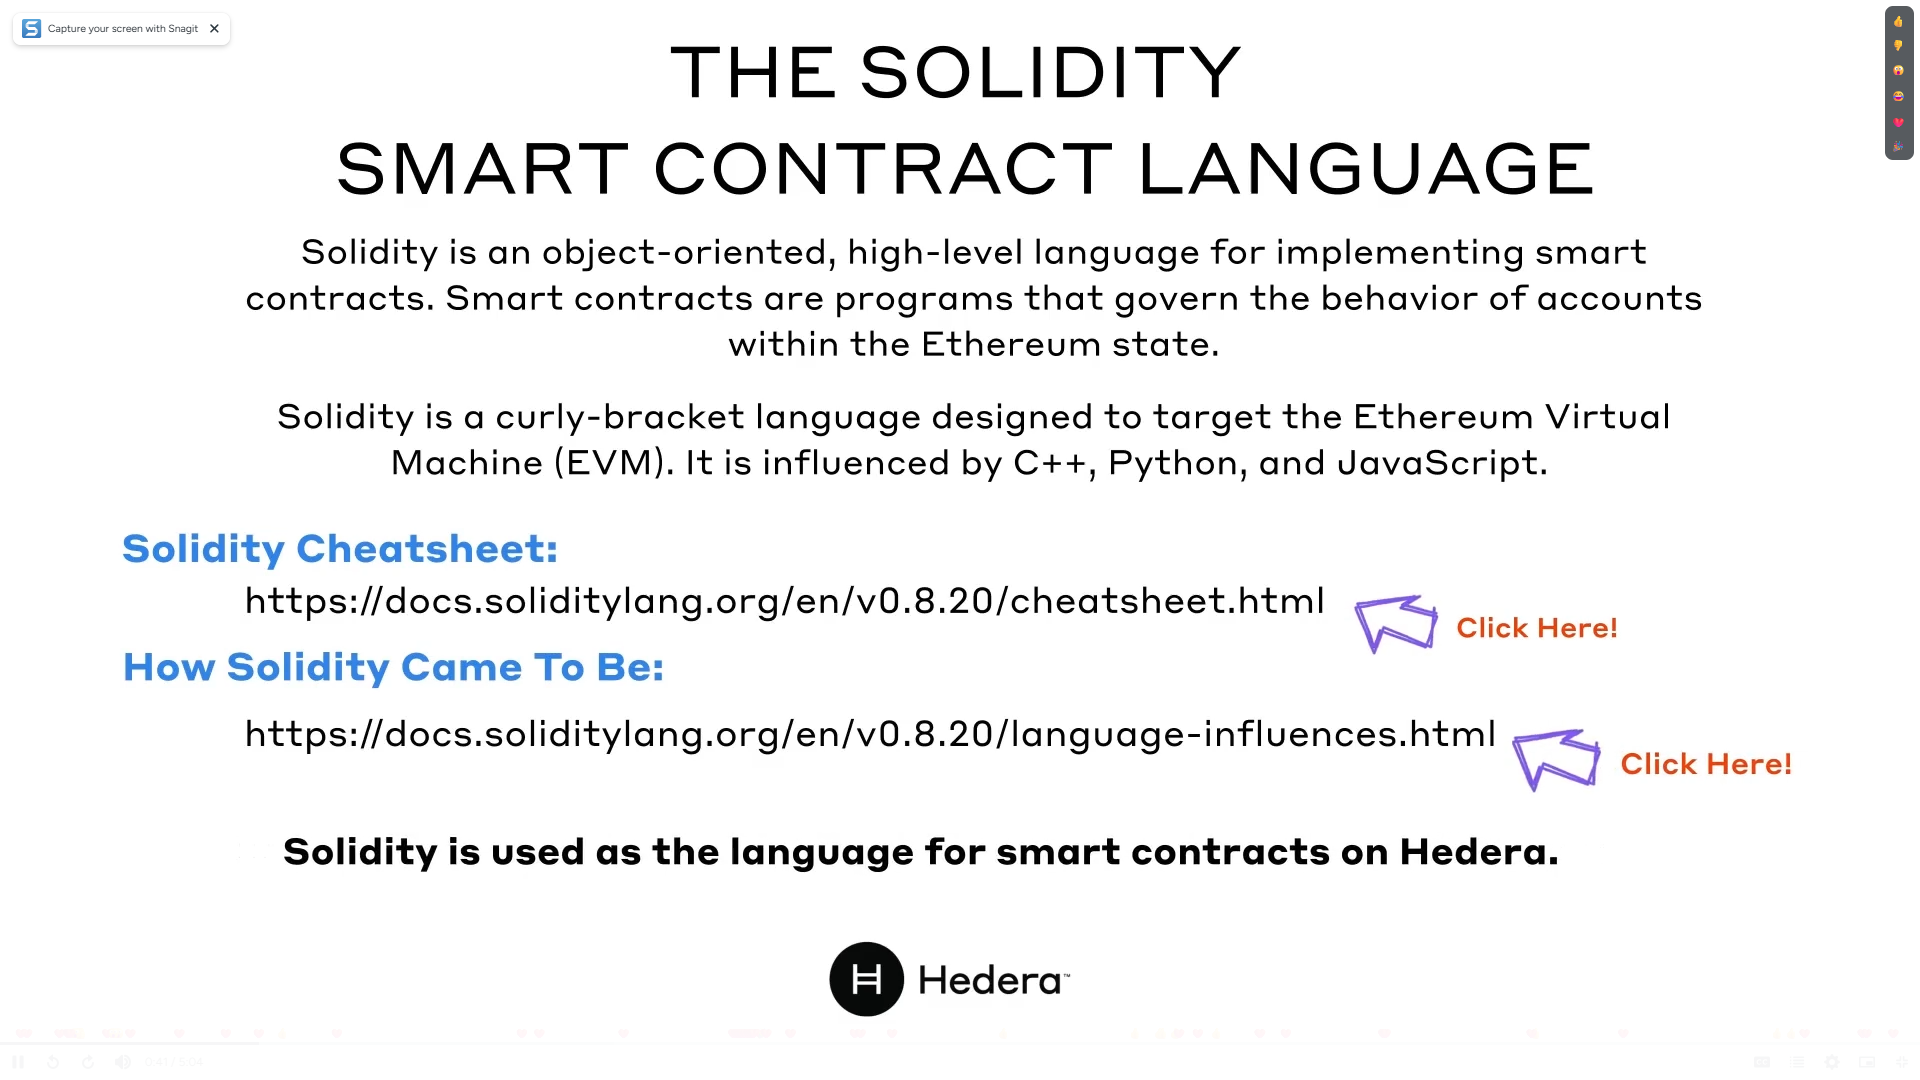 Capture your screen with Snagit
THE SOLIDITY
SMART CONTRACT LANGUAGE
Solidity is an object-oriented, high-level language for implementing smart
contracts. Smart contracts are programs that govern the behavior of accounts
within the Ethereum state.
Solidity is a curly-bracket language designed to target the Ethereum Virtual
Machine (EVM). It is influenced by C++, Python, and JavaScript.
Solidity Cheatsheet:
https://docs.soliditylang.org/en/v0.8.20/cheatsheet.html
Click Here!
How Solidity Came To Be:
https://docs.soliditylang.org/en/v0.8.20/language-influences.html
Click Here!
Solidity is used as the language for smart contracts on Hedera.
H Hedera™
0:41 / 5:04